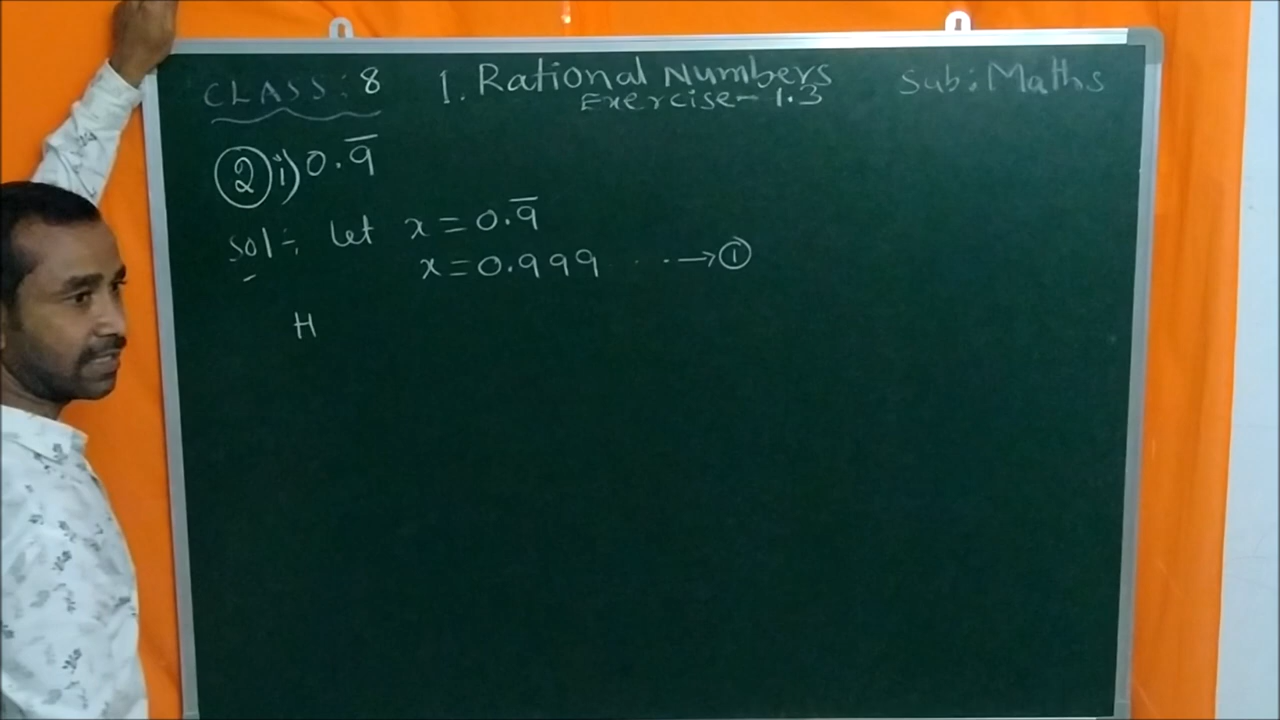 CLASS: 8 1. Rational Numbers Sub: Maths
Exercise - 1.3
② i) 0.9̅
Sol:- Let x = 0.9̅
x = 0.999 ... → ①
H